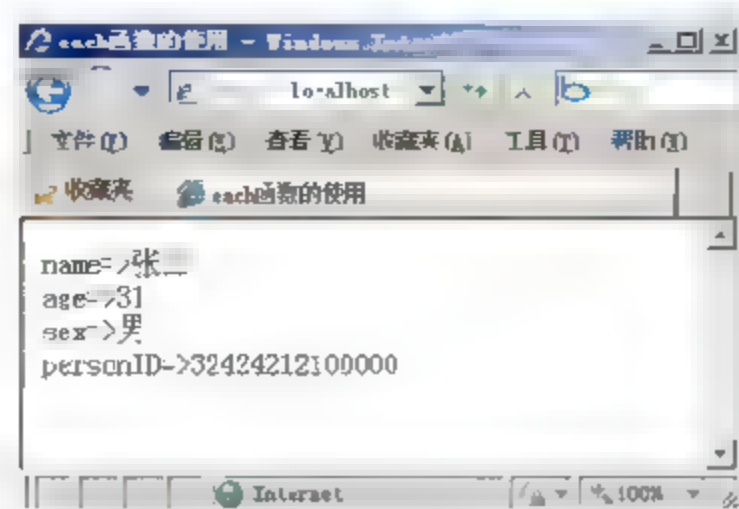 each函数的使用 - Windows
localhost
文件(F) 编辑(E) 查看(V) 收藏夹(A) 工具(T) 帮助(H)
收藏夹 each函数的使用
name=>张三
age=>31
sex=>男
personID=>32424212100000
Internet 100%